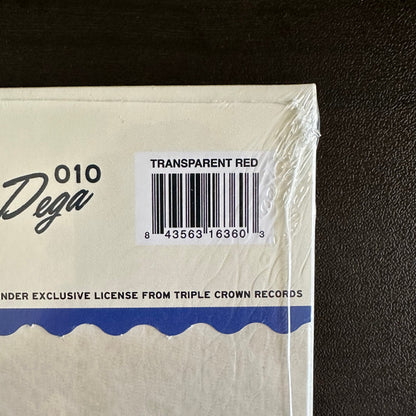 TRANSPARENT RED
010
Dega
8 43563 16360 3
NDER EXCLUSIVE LICENSE FROM TRIPLE CROWN RECORDS